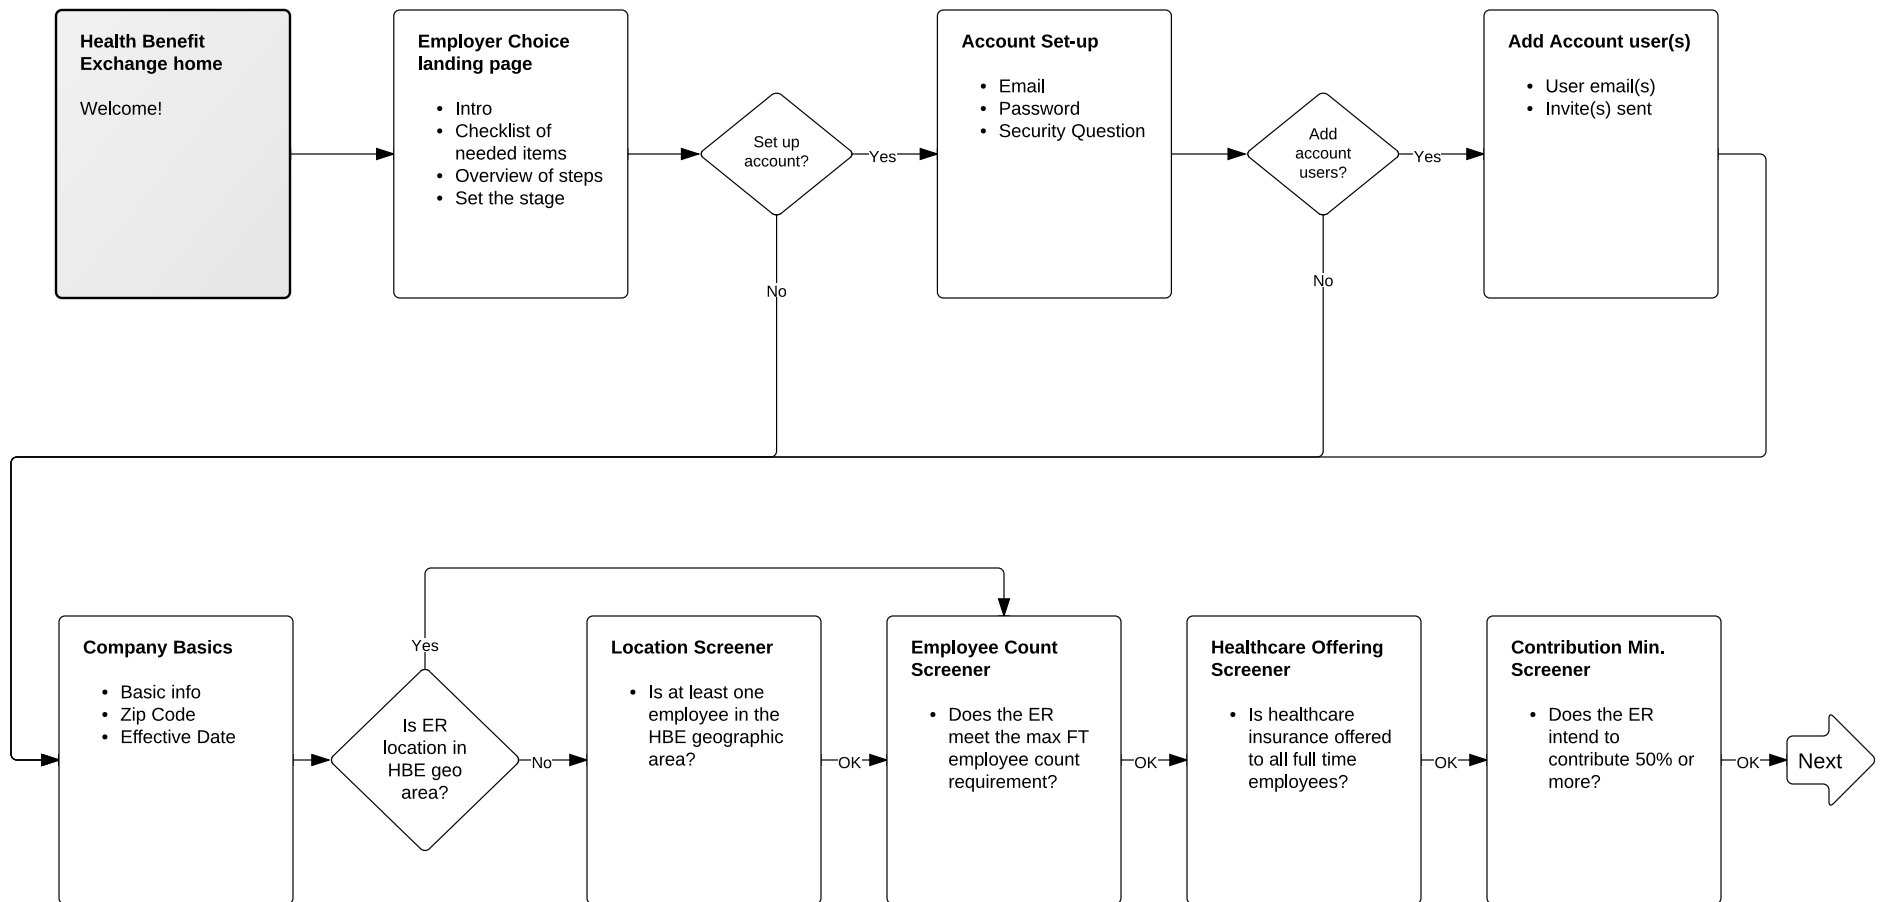 Health Benefit
Exchange home
Welcome!
Employer Choice
landing page
• Intro
• Checklist of
needed items
• Overview of steps
• Set the stage
Set up
account?
Yes
No
Account Set-up
• Email
• Password
• Security Question
Add
account
users?
Yes
No
Add Account user(s)
• User email(s)
• Invite(s) sent
Company Basics
• Basic info
• Zip Code
• Effective Date
Is ER
location in
HBE geo
area?
Yes
No
Location Screener
• Is at least one
employee in the
HBE geographic
area?
OK
Employee Count
Screener
• Does the ER
meet the max FT
employee count
requirement?
OK
Healthcare Offering
Screener
• Is healthcare
insurance offered
to all full time
employees?
OK
Contribution Min.
Screener
• Does the ER
intend to
contribute 50% or
more?
OK
Next